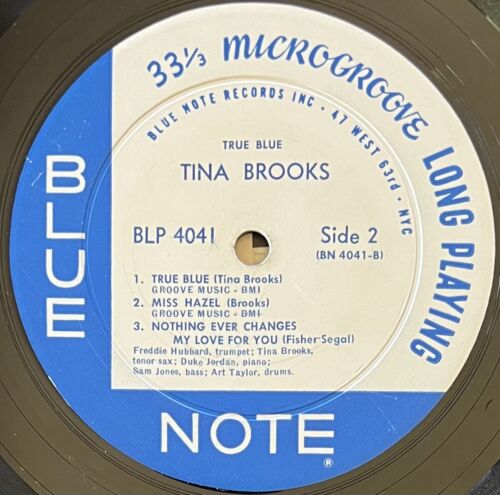 33⅓ MICROGROOVE LONG PLAYING
BLUE NOTE RECORDS INC · 47 WEST 63rd · NYC
TRUE BLUE
TINA BROOKS
BLP 4041
Side 2
(BN 4041-B)
1. TRUE BLUE (Tina Brooks)
GROOVE MUSIC - BMI
2. MISS HAZEL (Brooks)
GROOVE MUSIC - BMI
3. NOTHING EVER CHANGES
MY LOVE FOR YOU (Fisher-Segal)
Freddie Hubbard, trumpet; Tina Brooks,
tenor sax; Duke Jordan, piano;
Sam Jones, bass; Art Taylor, drums.
BLUE
NOTE
®